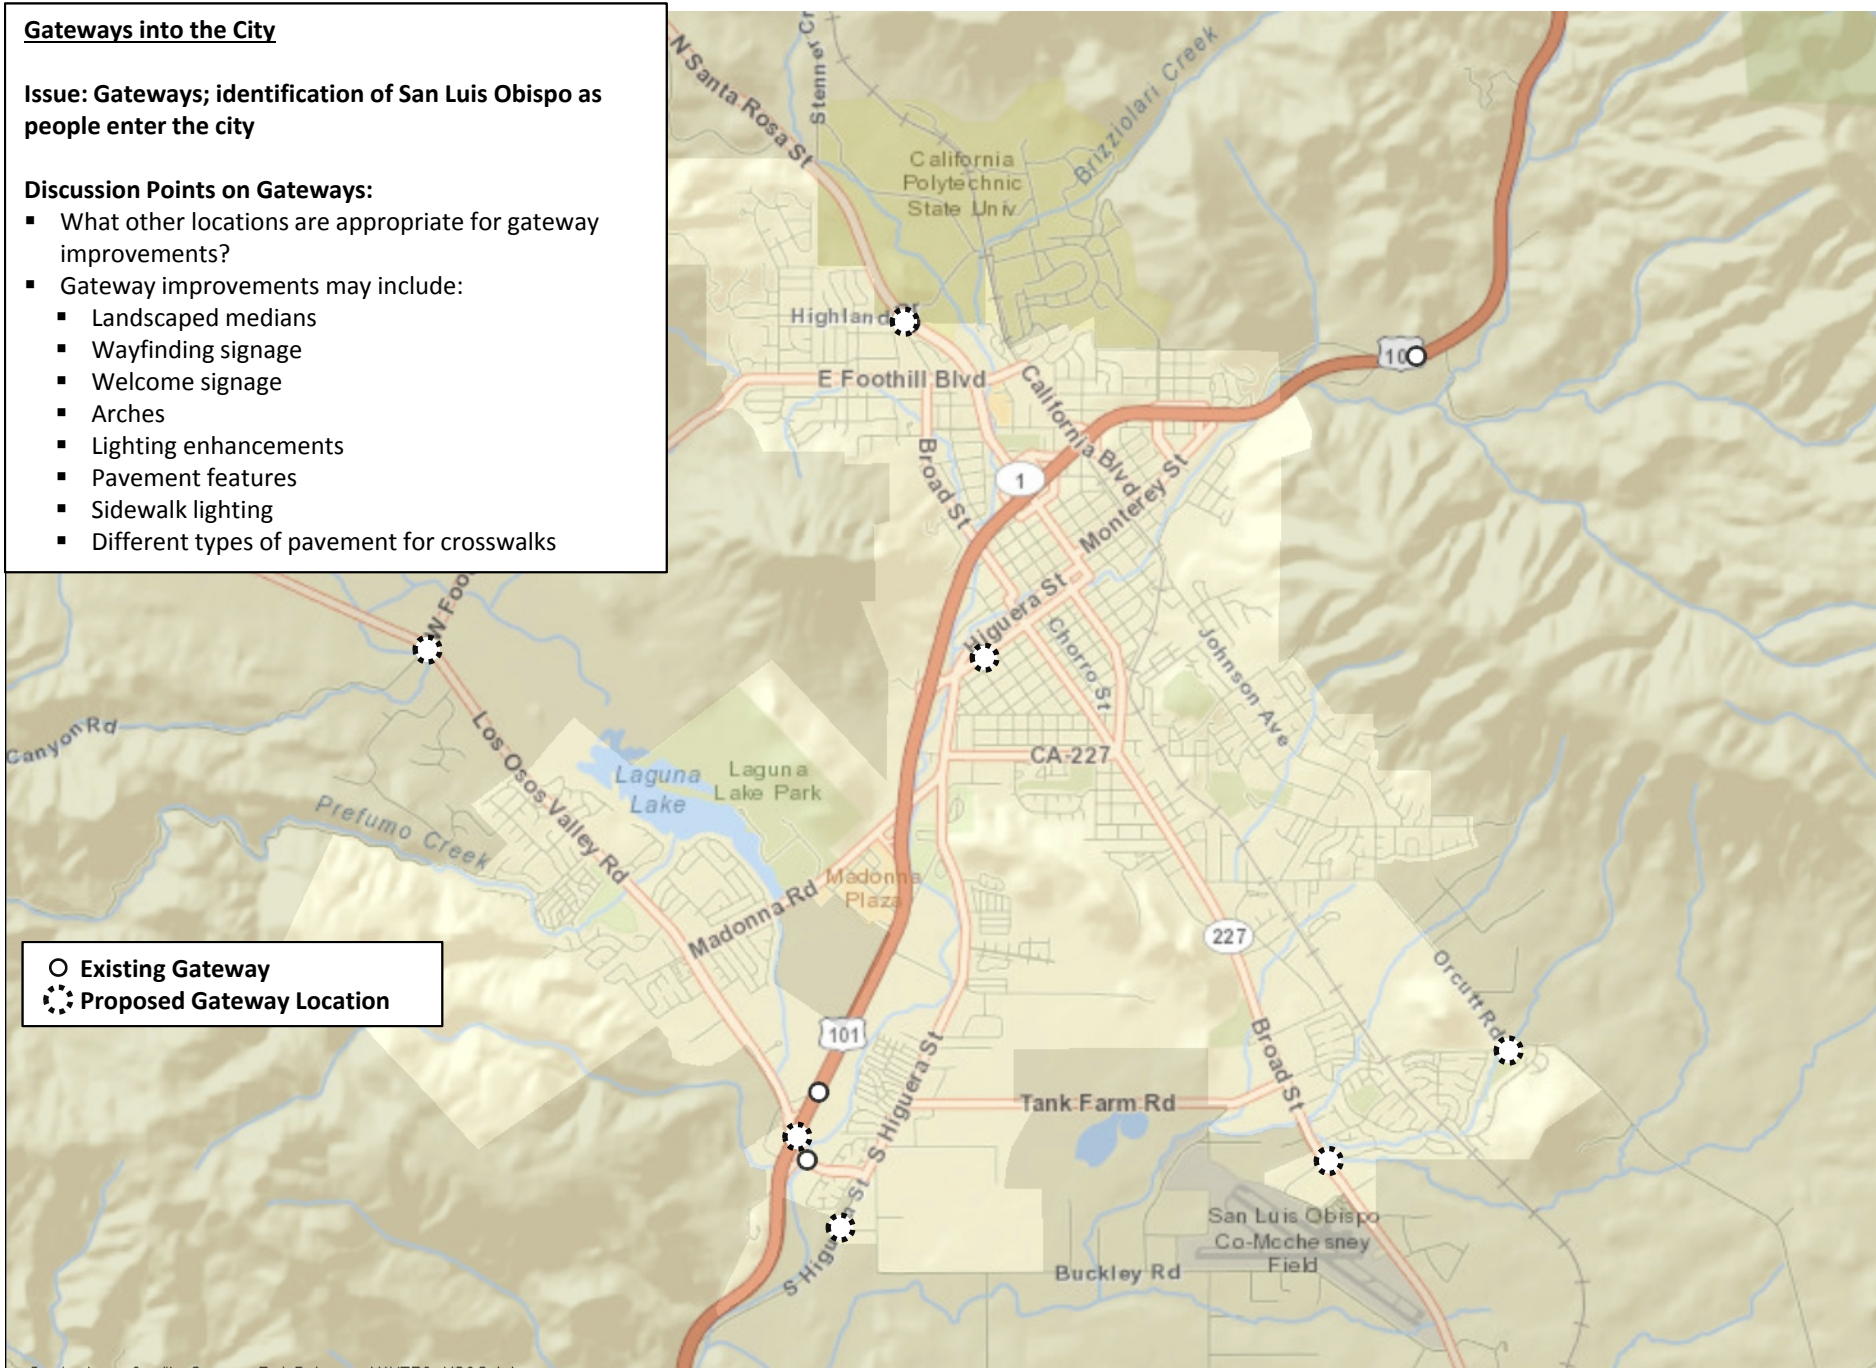 Gateways into the City
Issue: Gateways; identification of San Luis Obispo as
people enter the city
Discussion Points on Gateways:
▪ What other locations are appropriate for gateway
improvements?
▪ Gateway improvements may include:
▪ Landscaped medians
▪ Wayfinding signage
▪ Welcome signage
▪ Arches
▪ Lighting enhancements
▪ Pavement features
▪ Sidewalk lighting
▪ Different types of pavement for crosswalks
N Santa Rosa St
Stenner Cr
Brizziolari Creek
California
Polytechnic
State Univ.
Highland
E Foothill Blvd
California Blvd
10
Broad St
1
Monterey St
Higuera St
Chorro St
Johnson Ave
W Foo
Canyon Rd
Los Osos Valley Rd
Laguna
Lake
Laguna
Lake Park
CA-227
Prefumo Creek
Madonna Rd
Madonna
Plaza
227
Orcutt Rd
Existing Gateway
Proposed Gateway Location
101
S Higuera St
Broad St
Tank Farm Rd
S Higu a St
San Luis Obispo
Co-Mcchesney
Field
Buckley Rd